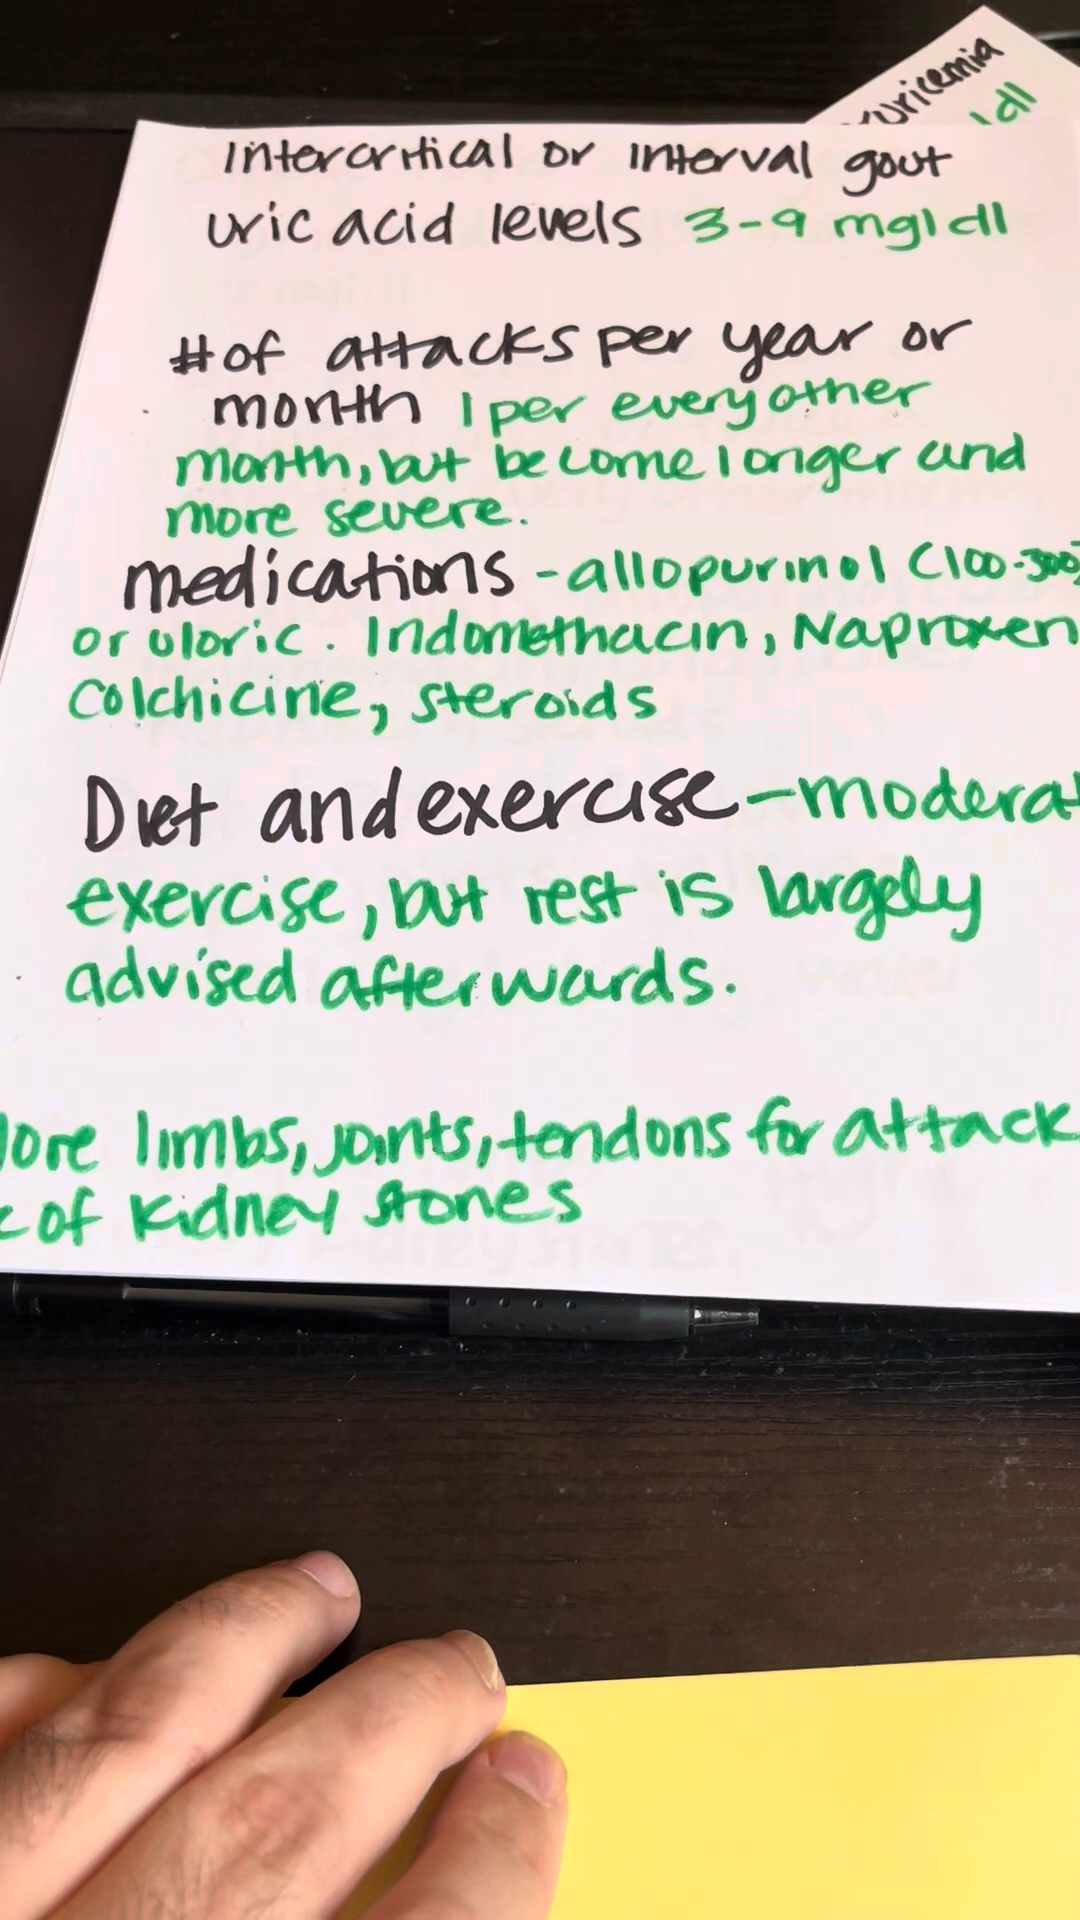 uricemia
ldl
Intercritical or interval gout
uric acid levels 3-9 mgldl
# of attacks per year or
month 1 per every other
month, but become longer and
more severe.
medications - allopurinol (100-300)
or uloric. Indomethacin, Naproxen
Colchicine, steroids
Diet and exercise - moderat
exercise, but rest is largely
advised afterwards.
ore limbs, joints, tendons for attack
of kidney stones